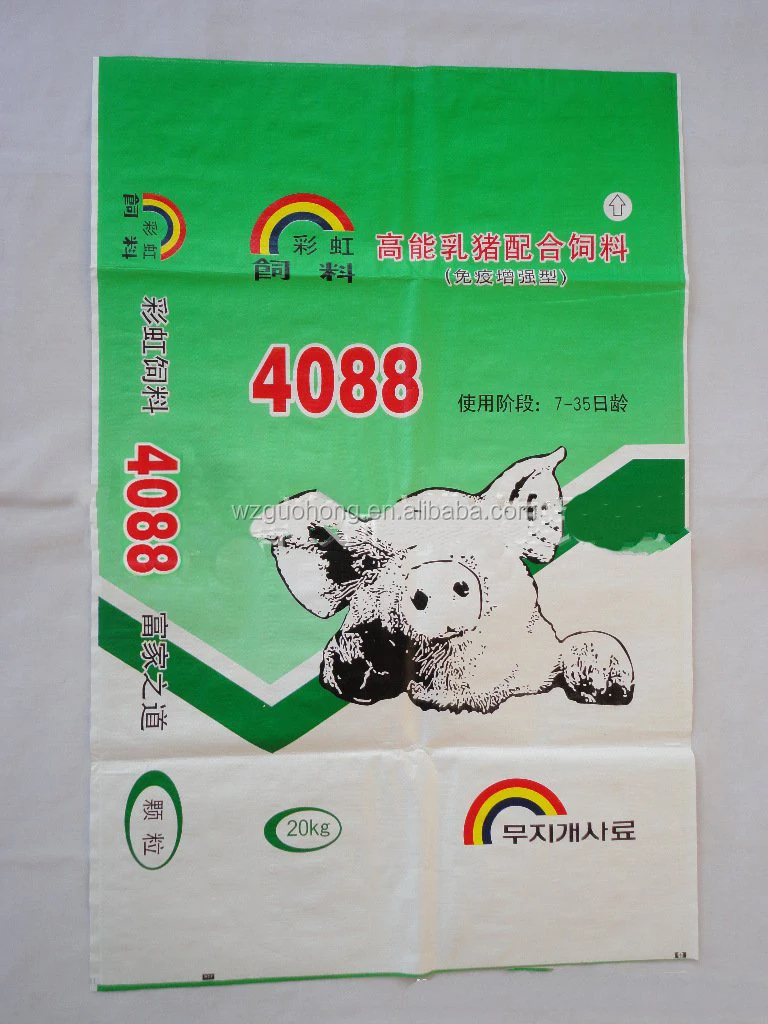 彩虹
飼料
高能乳猪配合饲料
(免疫增强型)
4088
使用阶段: 7-35日龄
彩虹
飼料
彩虹饲料
4088
富家之道
颗粒
wzguohong.en.alibaba.com
20kg
무지개사료